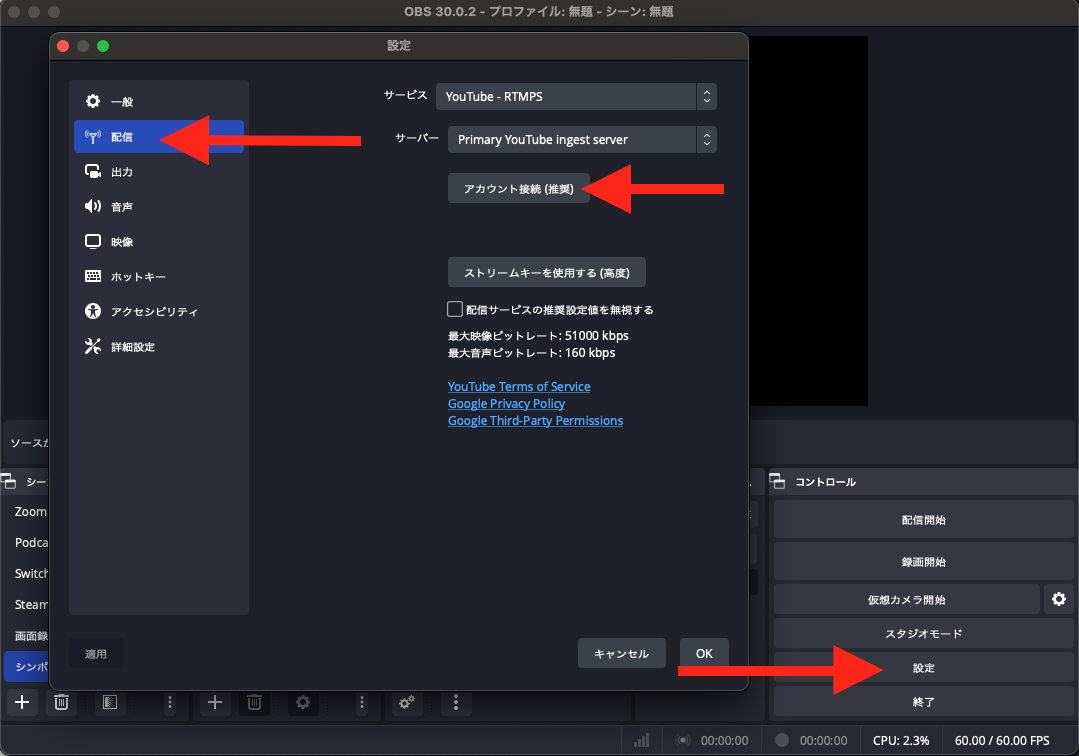 OBS 30.0.2 - プロファイル: 無題 - シーン: 無題
設定
一般
配信
出力
音声
映像
ホットキー
アクセシビリティ
詳細設定
サービス YouTube - RTMPS
サーバー Primary YouTube ingest server
アカウント接続 (推奨)
ストリームキーを使用する (高度)
配信サービスの推奨設定値を無視する
最大映像ビットレート: 51000 kbps
最大音声ビットレート: 160 kbps
YouTube Terms of Service
Google Privacy Policy
Google Third-Party Permissions
適用
キャンセル
OK
ソースが
シー
Zoom
Podca
Switch
Steam
画面録
シンポ
コントロール
配信開始
録画開始
仮想カメラ開始
スタジオモード
設定
終了
00:00:00
00:00:00
CPU: 2.3%
60.00 / 60.00 FPS